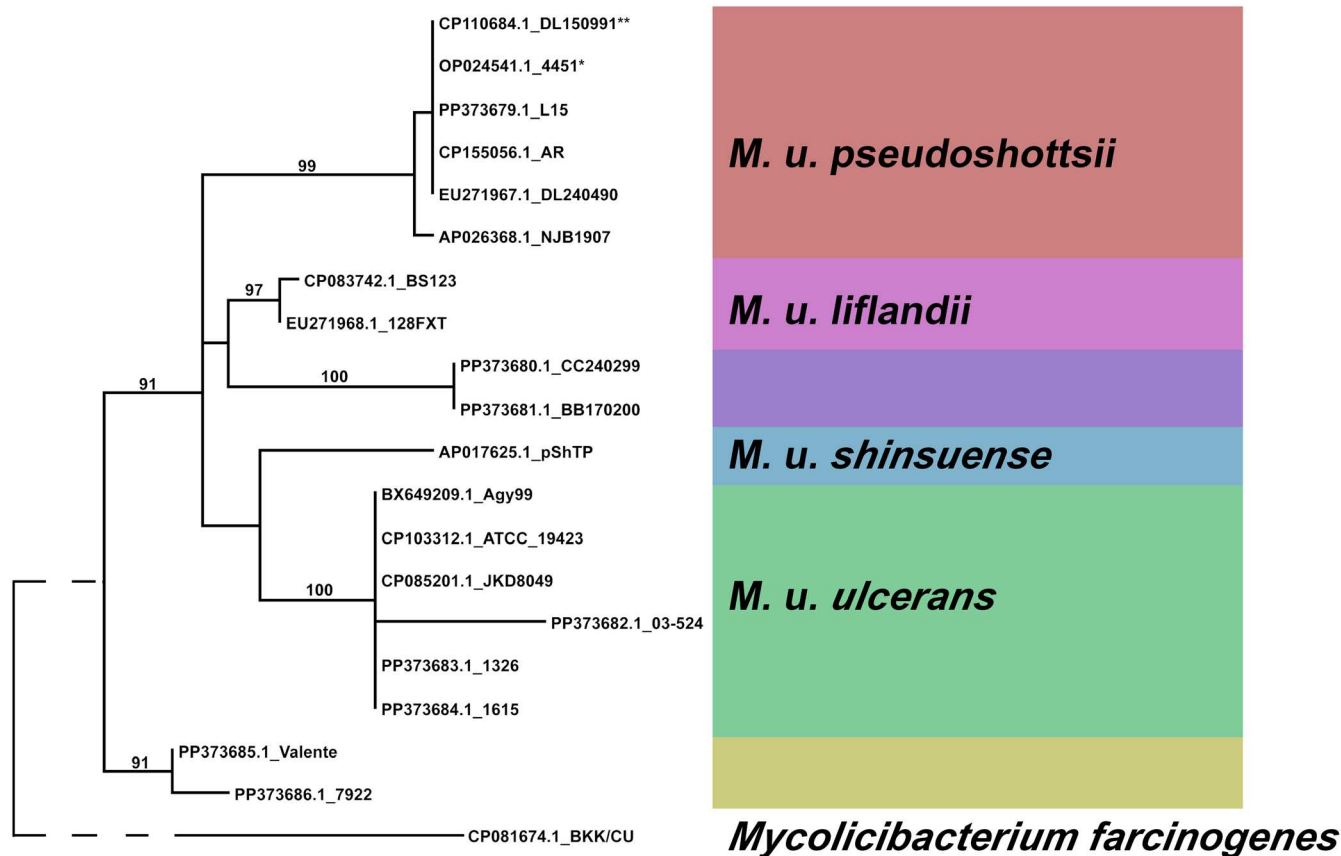 CP110684.1_DL150991**
OP024541.1_4451*
PP373679.1_L15
M. u. pseudoshottsii
CP155056.1_AR
99
EU271967.1_DL240490
AP026368.1_NJB1907
CP083742.1_BS123
97
M. u. liflandii
EU271968.1_128FXT
PP373680.1_CC240299
100
91
PP373681.1_BB170200
AP017625.1_pShTP
M. u. shinsuense
BX649209.1_Agy99
CP103312.1_ATCC_19423
CP085201.1_JKD8049
100
M. u. ulcerans
PP373682.1_03-524
PP373683.1_1326
PP373684.1_1615
PP373685.1_Valente
91
PP373686.1_7922
CP081674.1_BKK/CU
Mycolicibacterium farcinogenes